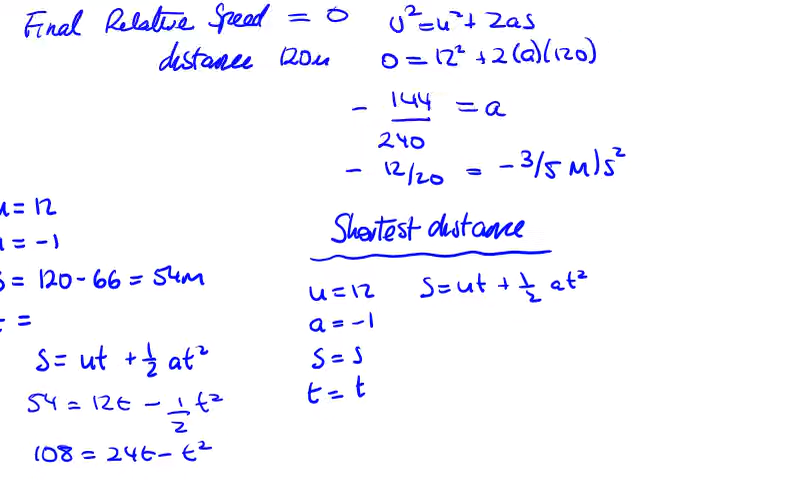 Final Relative Speed = 0
distance 120m
v² = u² + 2as
0 = 12² + 2(a)(120)
- 144/240 = a
- 12/20 = - 3/5 m/s²
u = 12
a = -1
s = 120 - 66 = 54m
t =
s = ut + 1/2 at²
54 = 12t - 1/2 t²
108 = 24t - t²
Shortest distance
u = 12
a = -1
s = s
t = t
s = ut + 1/2 at²